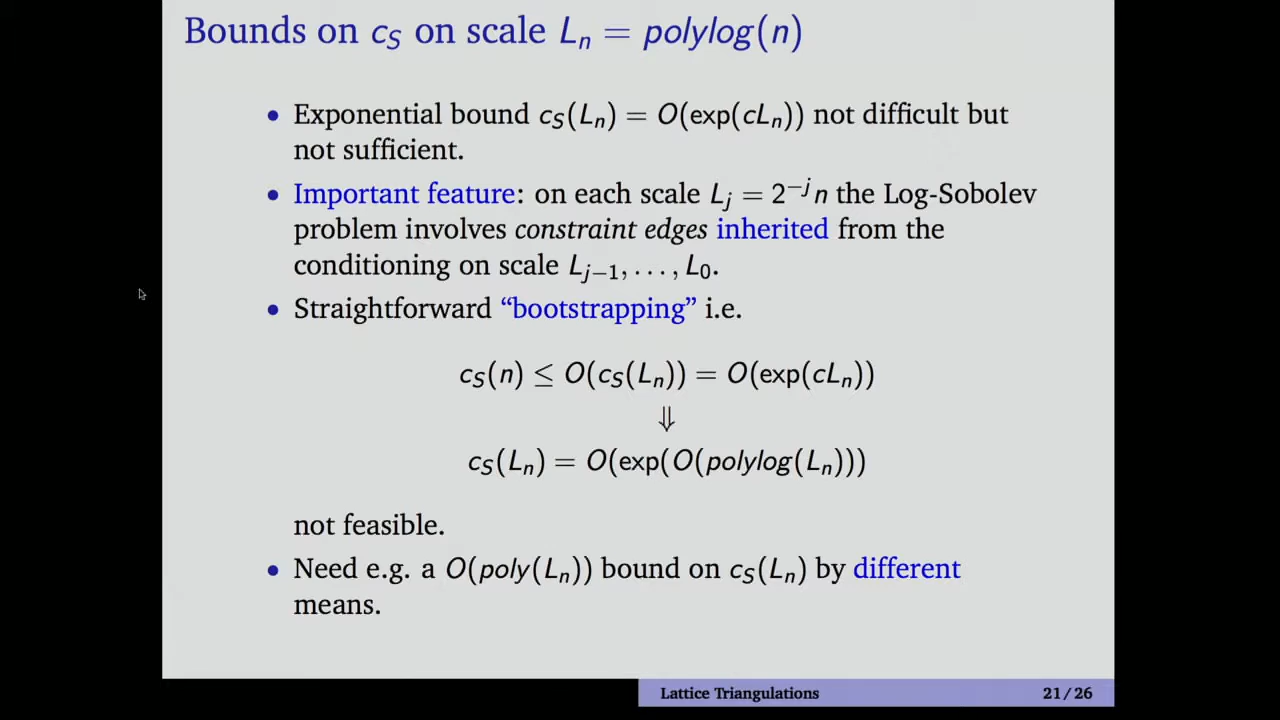 Bounds on c_S on scale L_n = polylog(n)
• Exponential bound c_S(L_n) = O(exp(cL_n)) not difficult but
not sufficient.
• Important feature: on each scale L_j = 2^{-j}n the Log-Sobolev
problem involves constraint edges inherited from the
conditioning on scale L_{j-1}, . . . , L_0.
• Straightforward “bootstrapping” i.e.
c_S(n) ≤ O(c_S(L_n)) = O(exp(cL_n))
⇓
c_S(L_n) = O(exp(O(polylog(L_n)))
not feasible.
• Need e.g. a O(poly(L_n)) bound on c_S(L_n) by different
means.
Lattice Triangulations 21 / 26